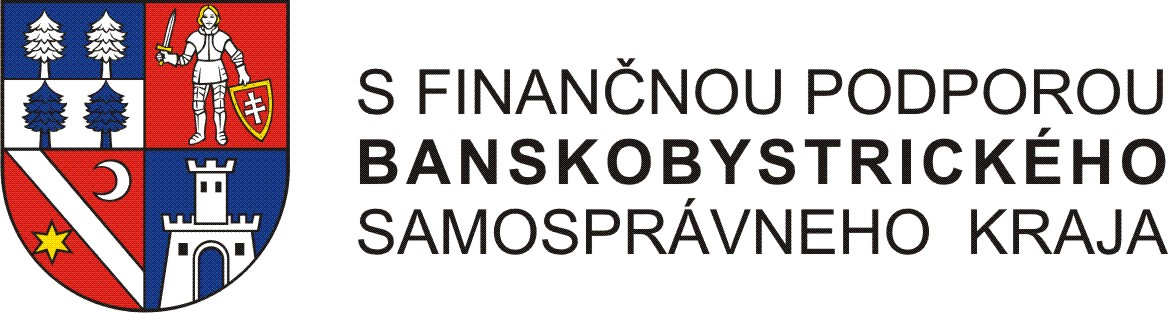 S FINANČNOU PODPOROU
BANSKOBYSTRICKÉHO
SAMOSPRÁVNEHO KRAJA